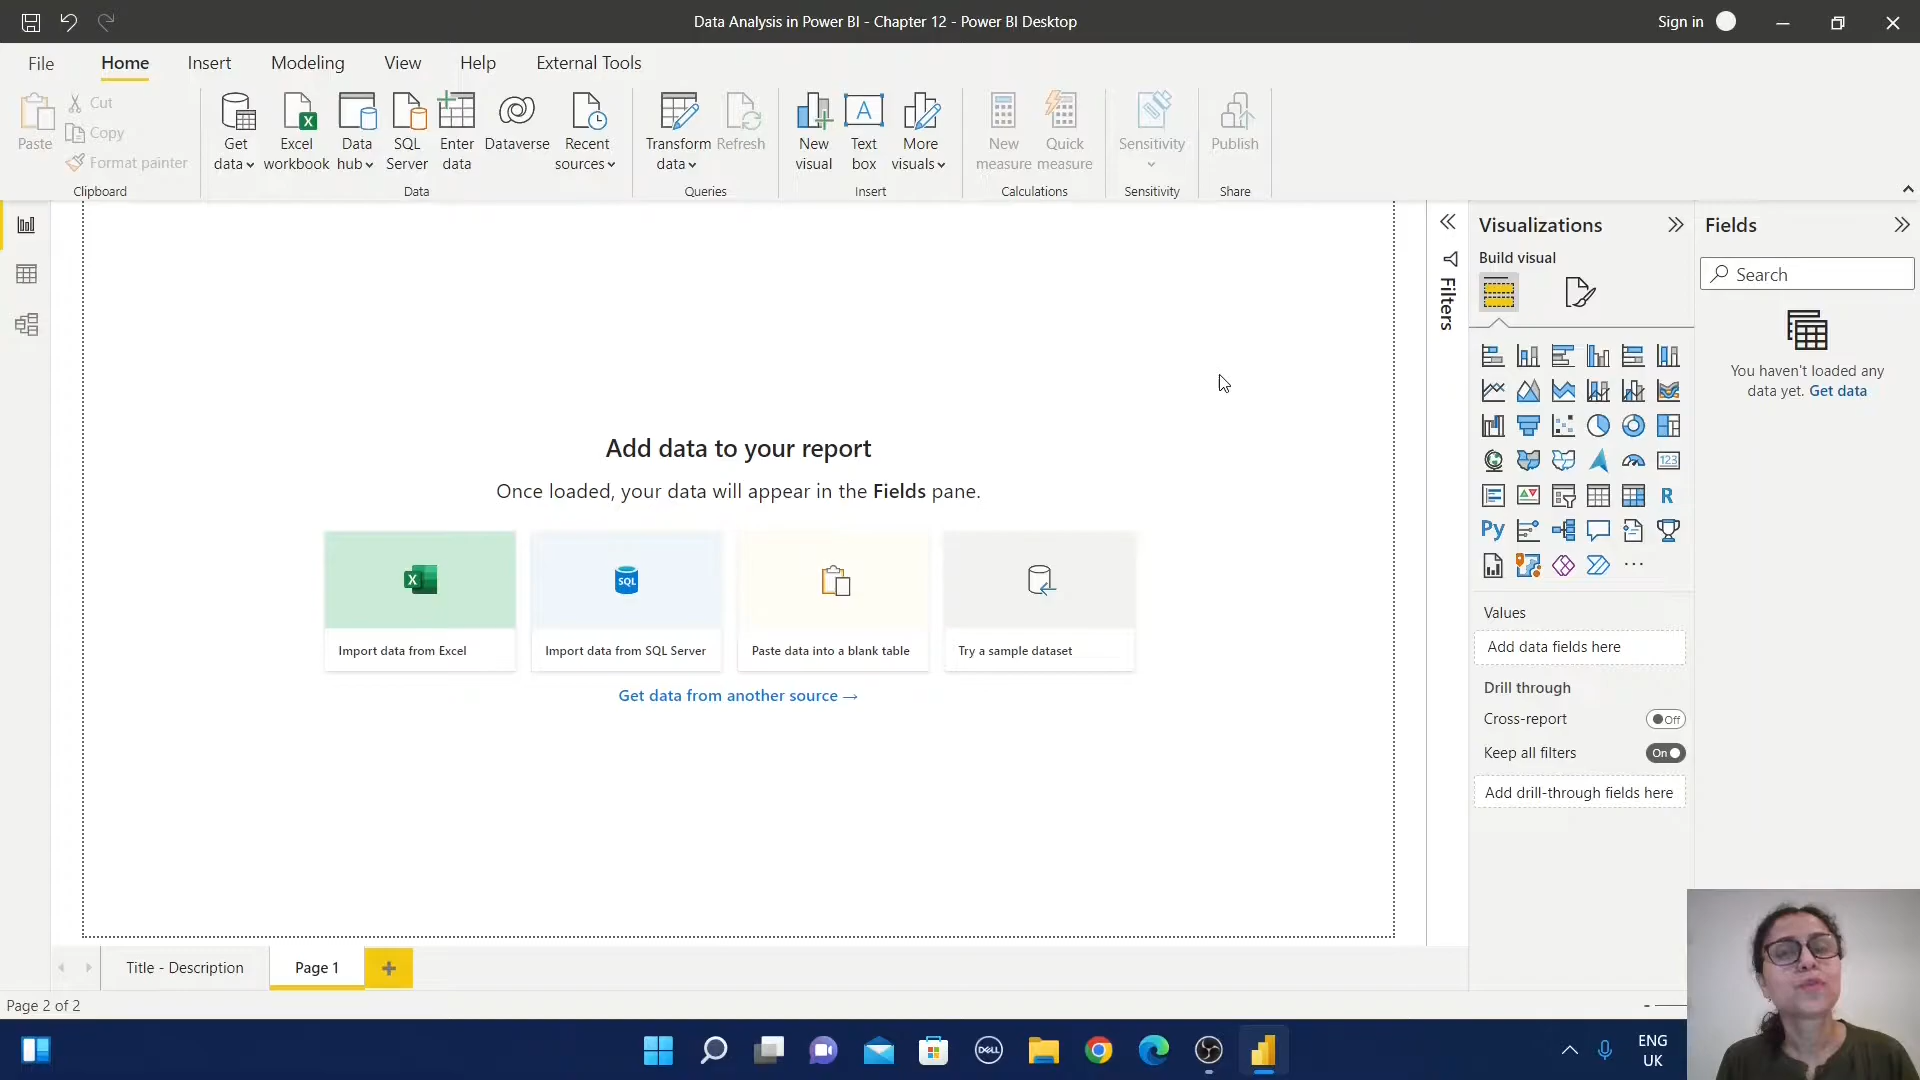 Data Analysis in Power BI - Chapter 12 - Power BI Desktop
Sign in
File
Home
Insert
Modeling
View
Help
External Tools
Paste
Cut
Copy
Format painter
Clipboard
Get data
Excel workbook
Data hub
SQL Server
Enter data
Dataverse
Recent sources
Data
Transform data
Refresh
Queries
New visual
Text box
More visuals
Insert
New measure
Quick measure
Calculations
Sensitivity
Sensitivity
Publish
Share
Add data to your report
Once loaded, your data will appear in the Fields pane.
Import data from Excel
SQL
Import data from SQL Server
Paste data into a blank table
Try a sample dataset
Get data from another source →
Filters
Visualizations
Build visual
123
R
Py
Values
Add data fields here
Drill through
Cross-report
Off
Keep all filters
On
Add drill-through fields here
Fields
Search
You haven't loaded any
data yet. Get data
Title - Description
Page 1
Page 2 of 2
DELL
ENG
UK